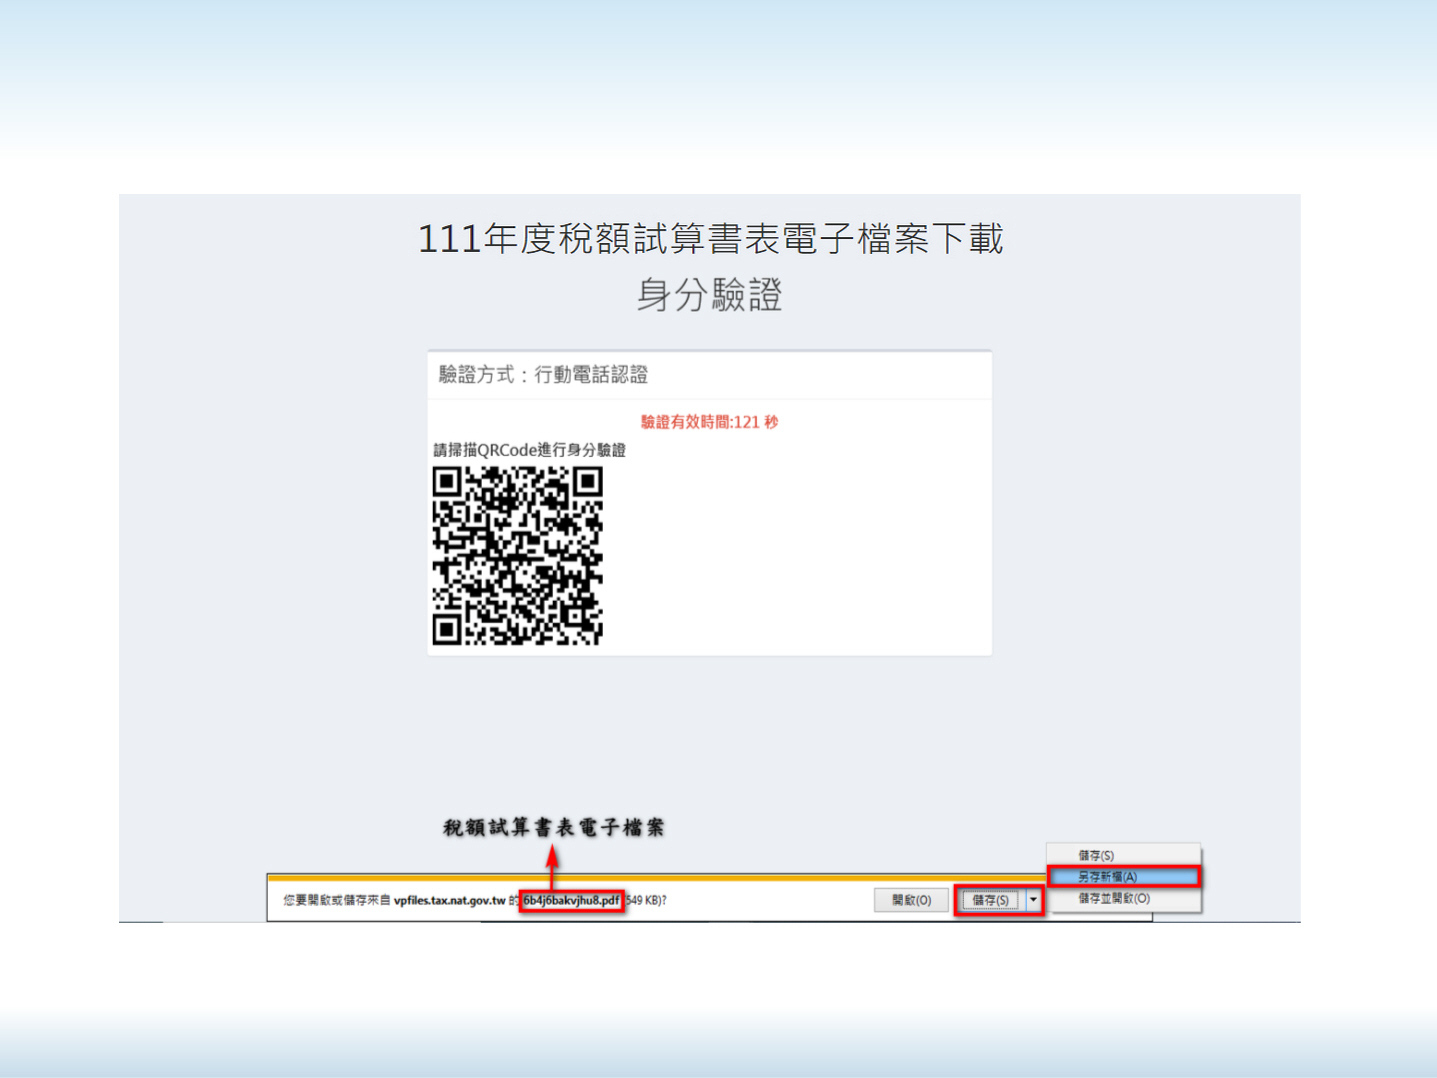 111年度稅額試算書表電子檔案下載
身分驗證
驗證方式：行動電話認證
驗證有效時間:121 秒
請掃描QRCode進行身分驗證
稅額試算書表電子檔案
儲存(S)
另存新檔(A)
儲存並開啟(O)
您要開啟或儲存來自 vpfiles.tax.nat.gov.tw 的 6b4j6bakvjhu8.pdf (549 KB)?
開啟(O)
儲存(S)